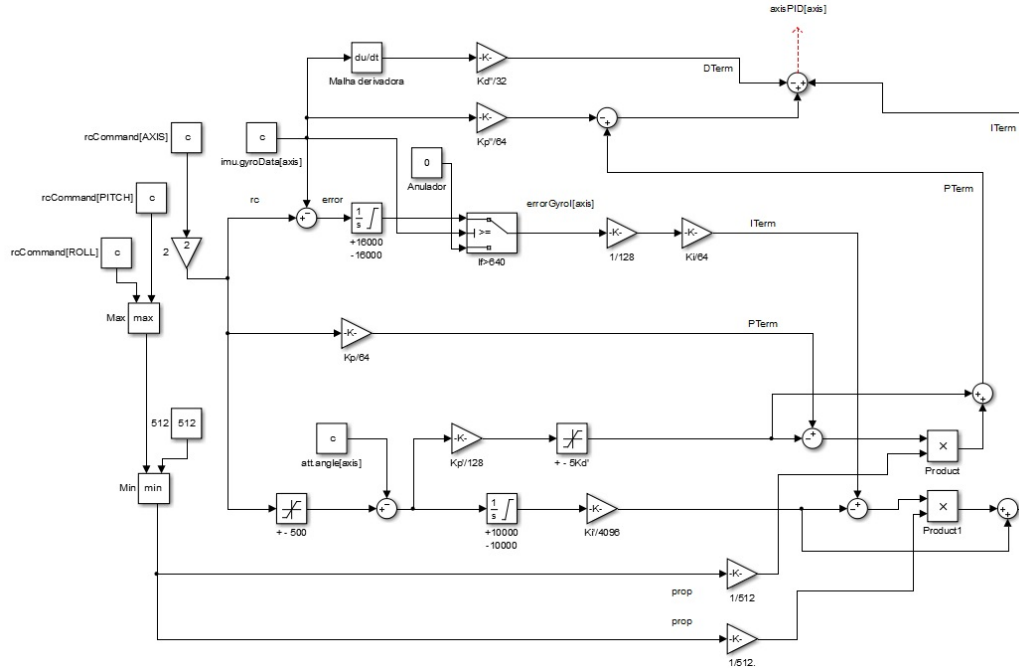 axisPID[axis]
du/dt
Malha derivadora
-K-
Kd"/32
DTerm
ITerm
rcCommand[AXIS]
c
c
imu.gyroData[axis]
-K-
Kp"/64
0
Anulador
PTerm
rcCommand[PITCH]
c
rc
error
1
s
+16000
-16000
>=
If>640
errorGyroI[axis]
-K-
1/128
-K-
Ki/64
ITerm
rcCommand[ROLL]
c
2
2
Max
max
-K-
Kp/64
PTerm
512
512
c
att.angle[axis]
-K-
Kp'/128
+ - 5Kd'
×
Product
Min
min
+ - 500
1
s
+10000
-10000
-K-
Ki'/4096
×
Product1
prop
-K-
1/512
prop
-K-
1/512.